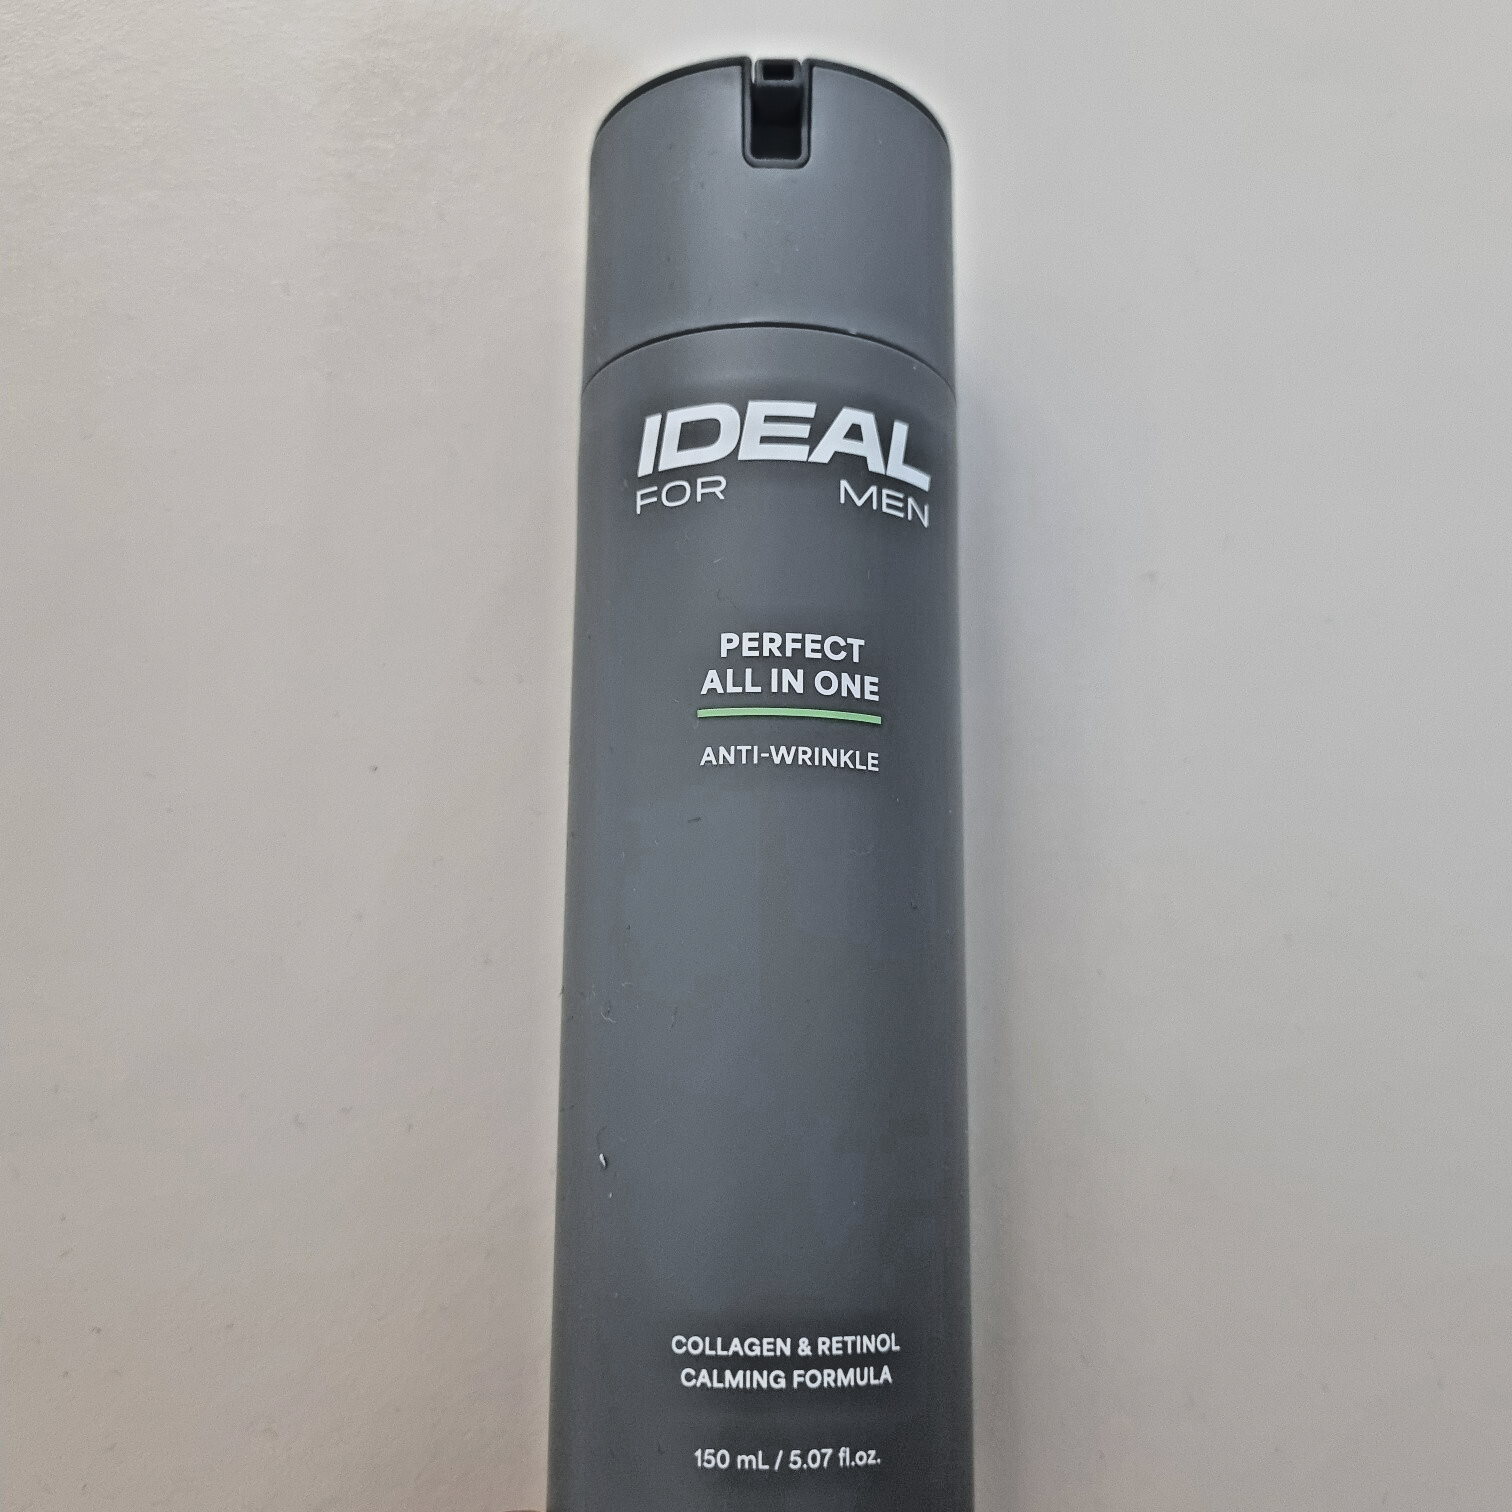 IDEAL
FOR MEN
PERFECT
ALL IN ONE
ANTI-WRINKLE
COLLAGEN & RETINOL
CALMING FORMULA
150 mL / 5.07 fl.oz.